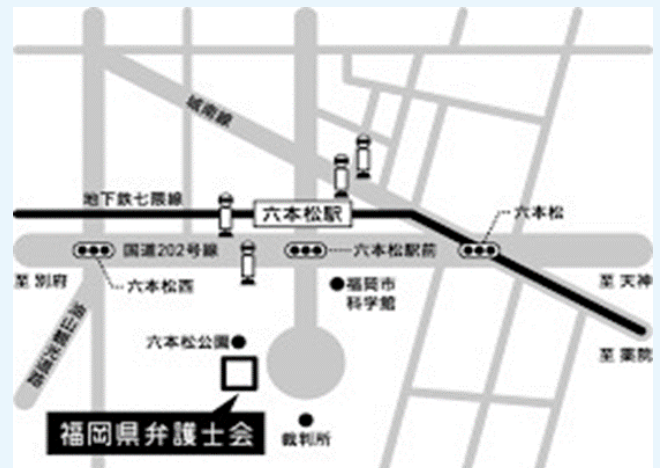 城南線
地下鉄七隈線
六本松駅
六本松
国道202号線
六本松駅前
至 別府
六本松西
福岡市
科学館
至 天神
至 薬院
六本松公園
福岡県弁護士会
裁判所